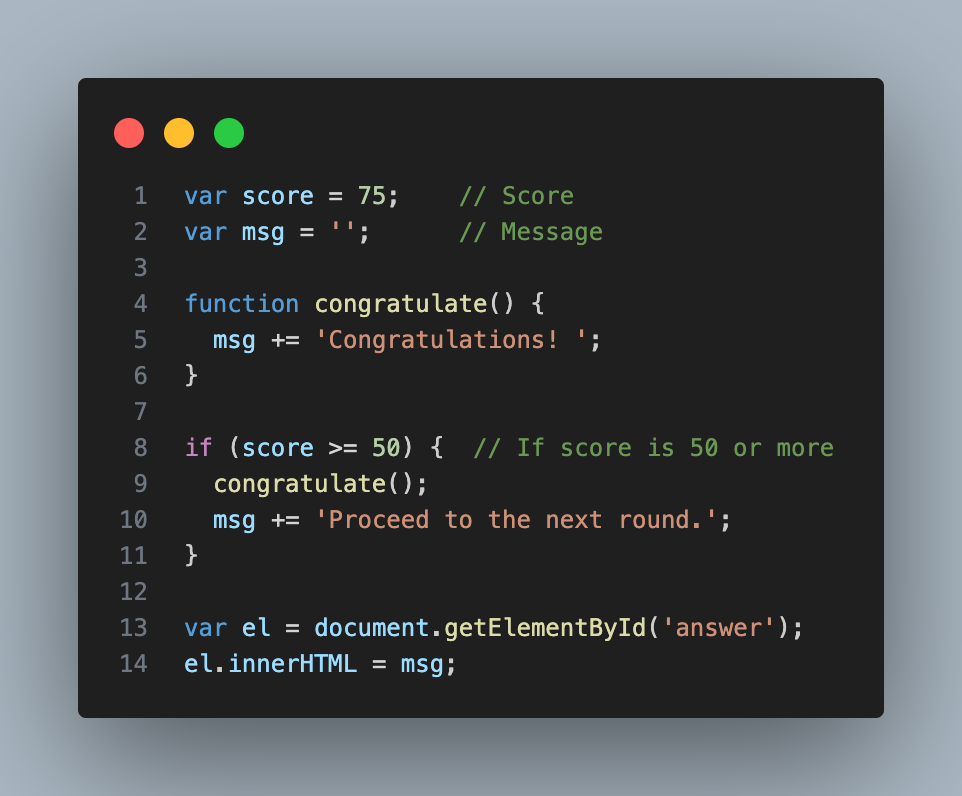 1 var score = 75;    // Score
2 var msg = '';      // Message
3
4 function congratulate() {
5   msg += 'Congratulations! ';
6 }
7
8 if (score >= 50) {  // If score is 50 or more
9   congratulate();
10   msg += 'Proceed to the next round.';
11 }
12
13 var el = document.getElementById('answer');
14 el.innerHTML = msg;